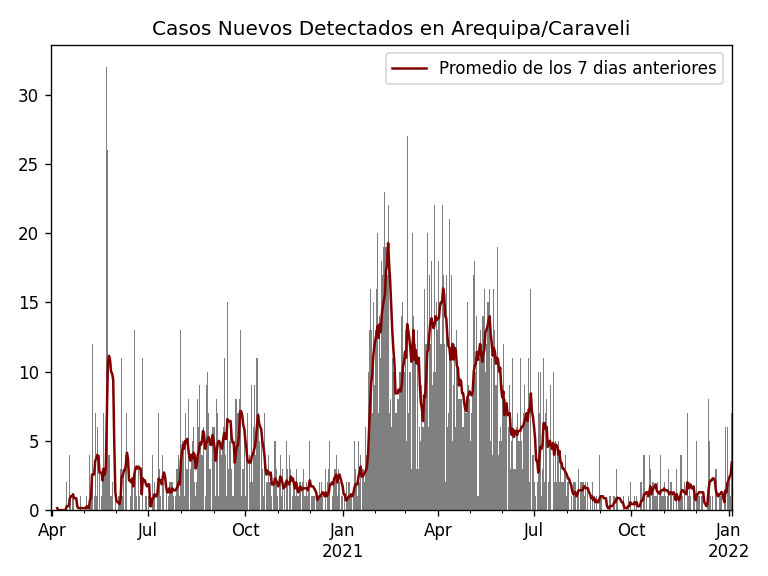 Casos Nuevos Detectados en Arequipa/Caraveli
Promedio de los 7 dias anteriores
30
25
20
15
10
5
0
Apr Jul Oct Jan Apr Jul Oct Jan
2021 2022